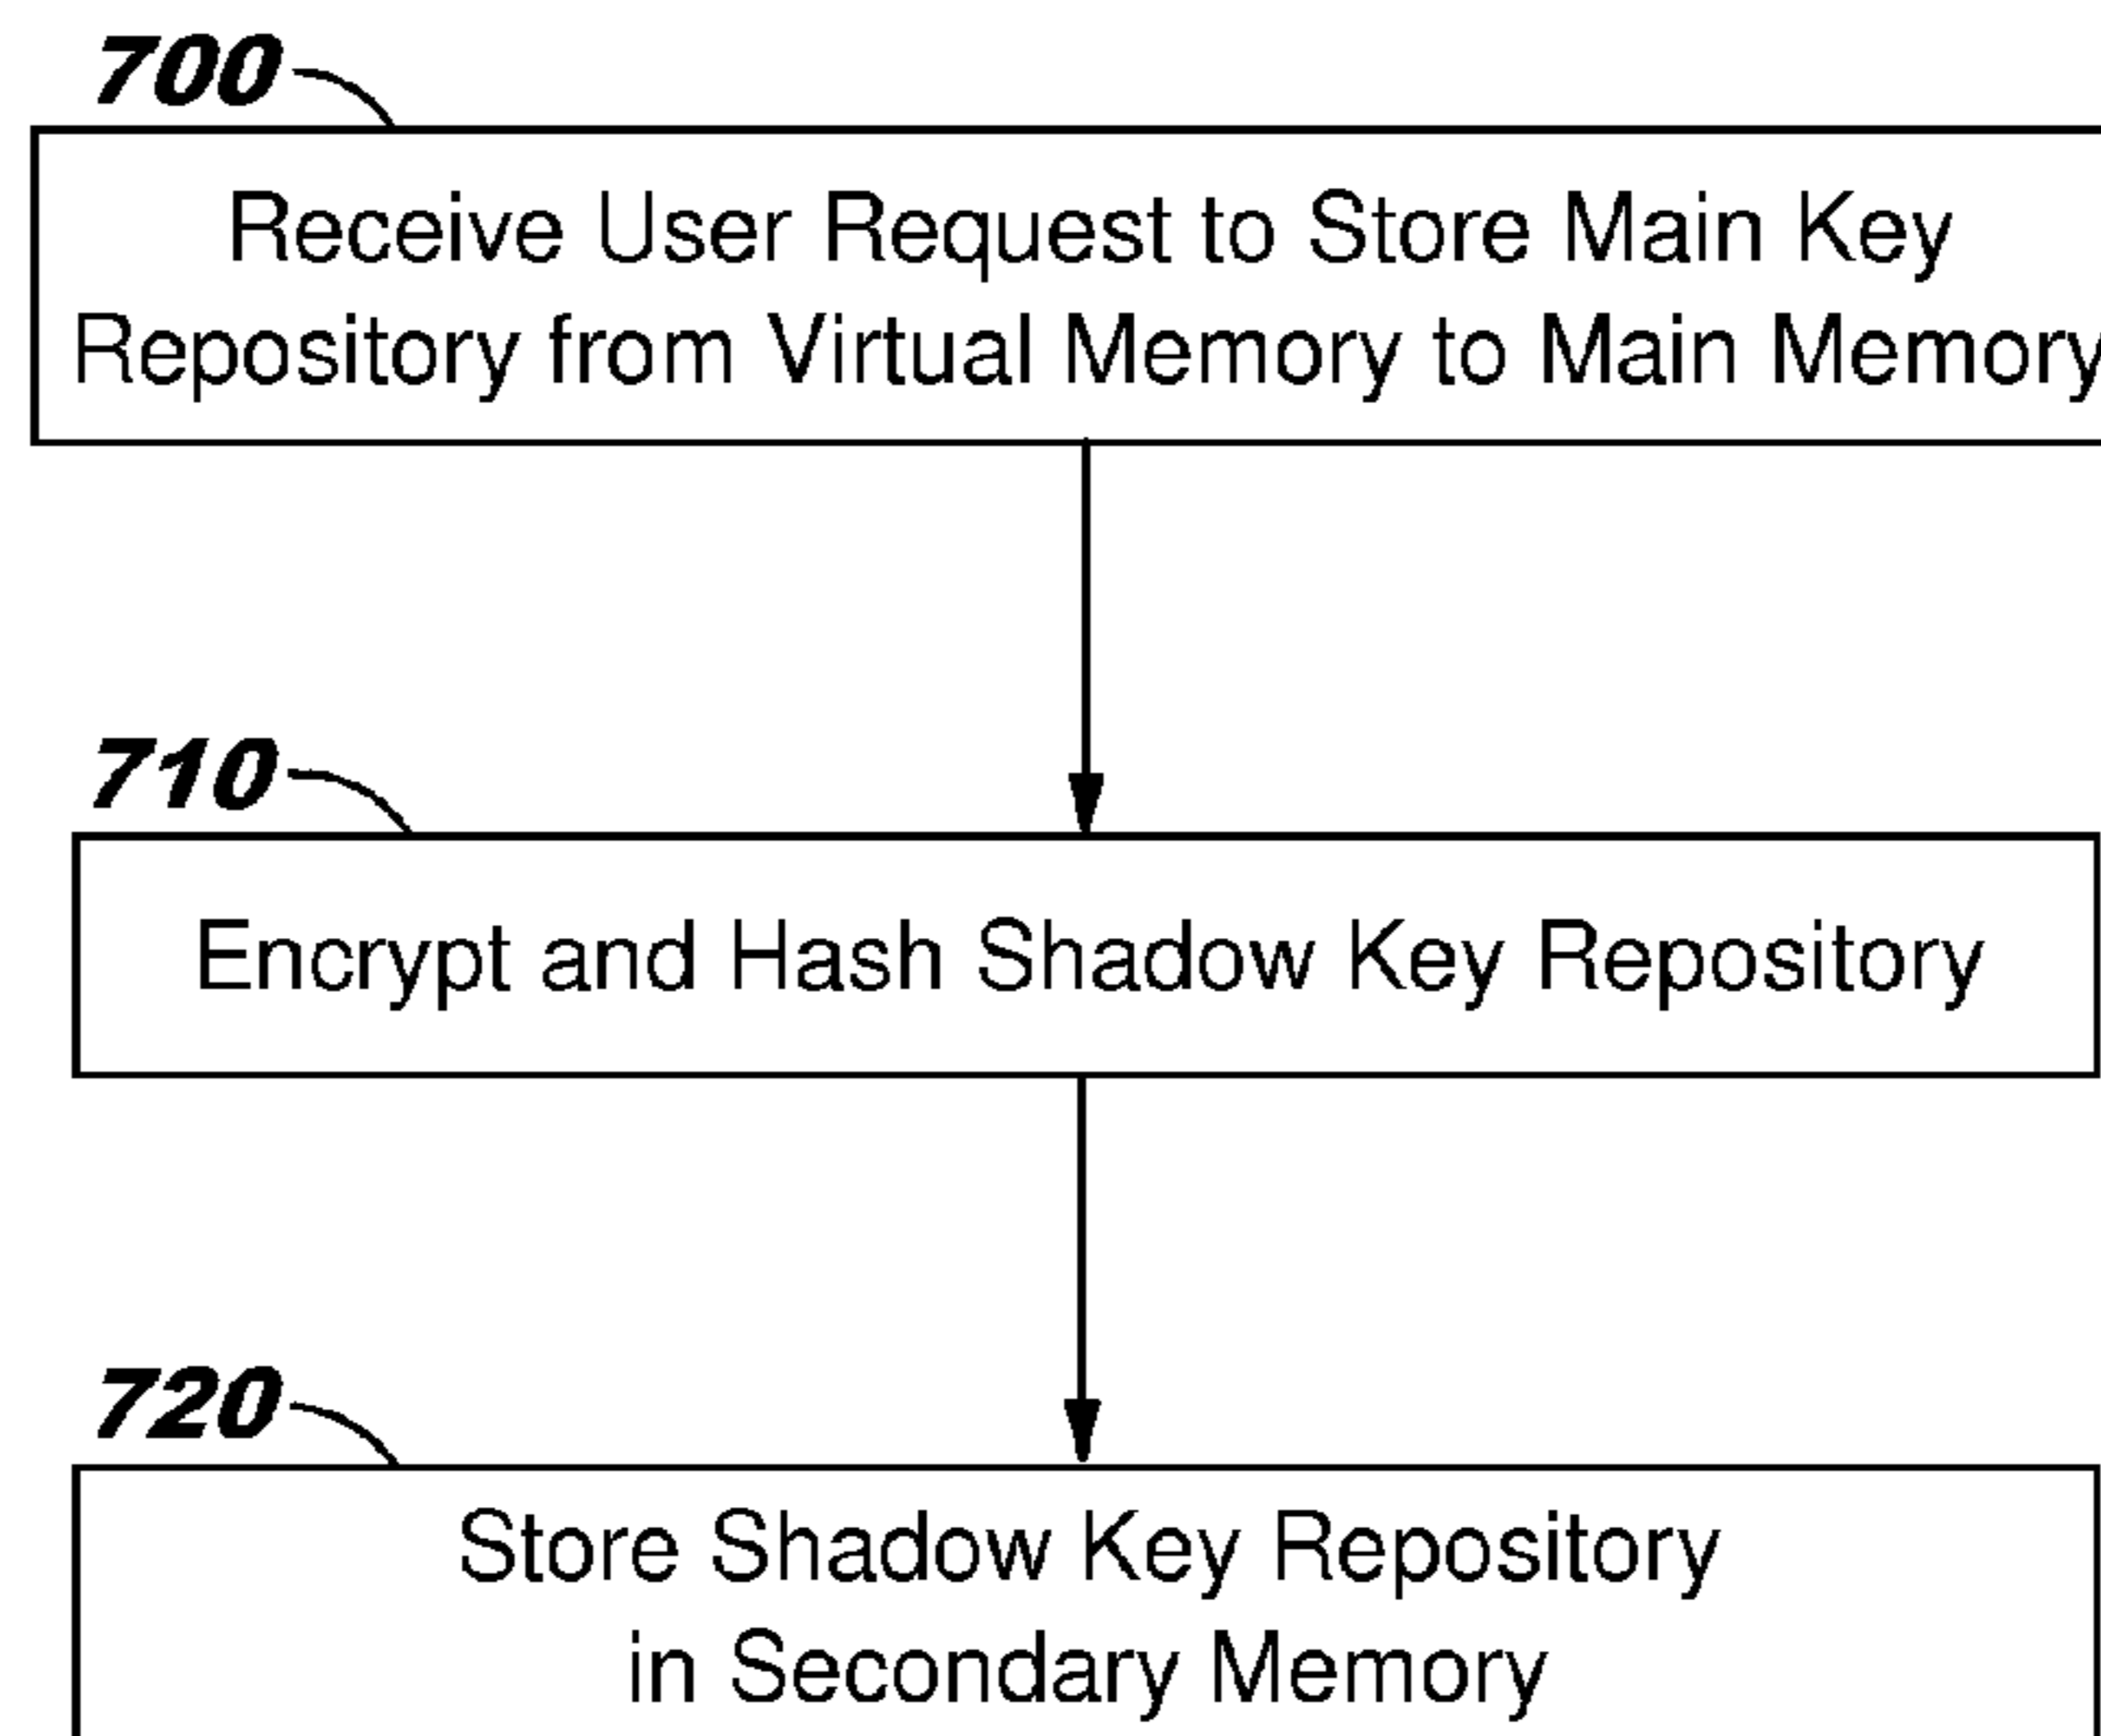 700
Receive User Request to Store Main Key
Repository from Virtual Memory to Main Memory
710
Encrypt and Hash Shadow Key Repository
720
Store Shadow Key Repository
in Secondary Memory